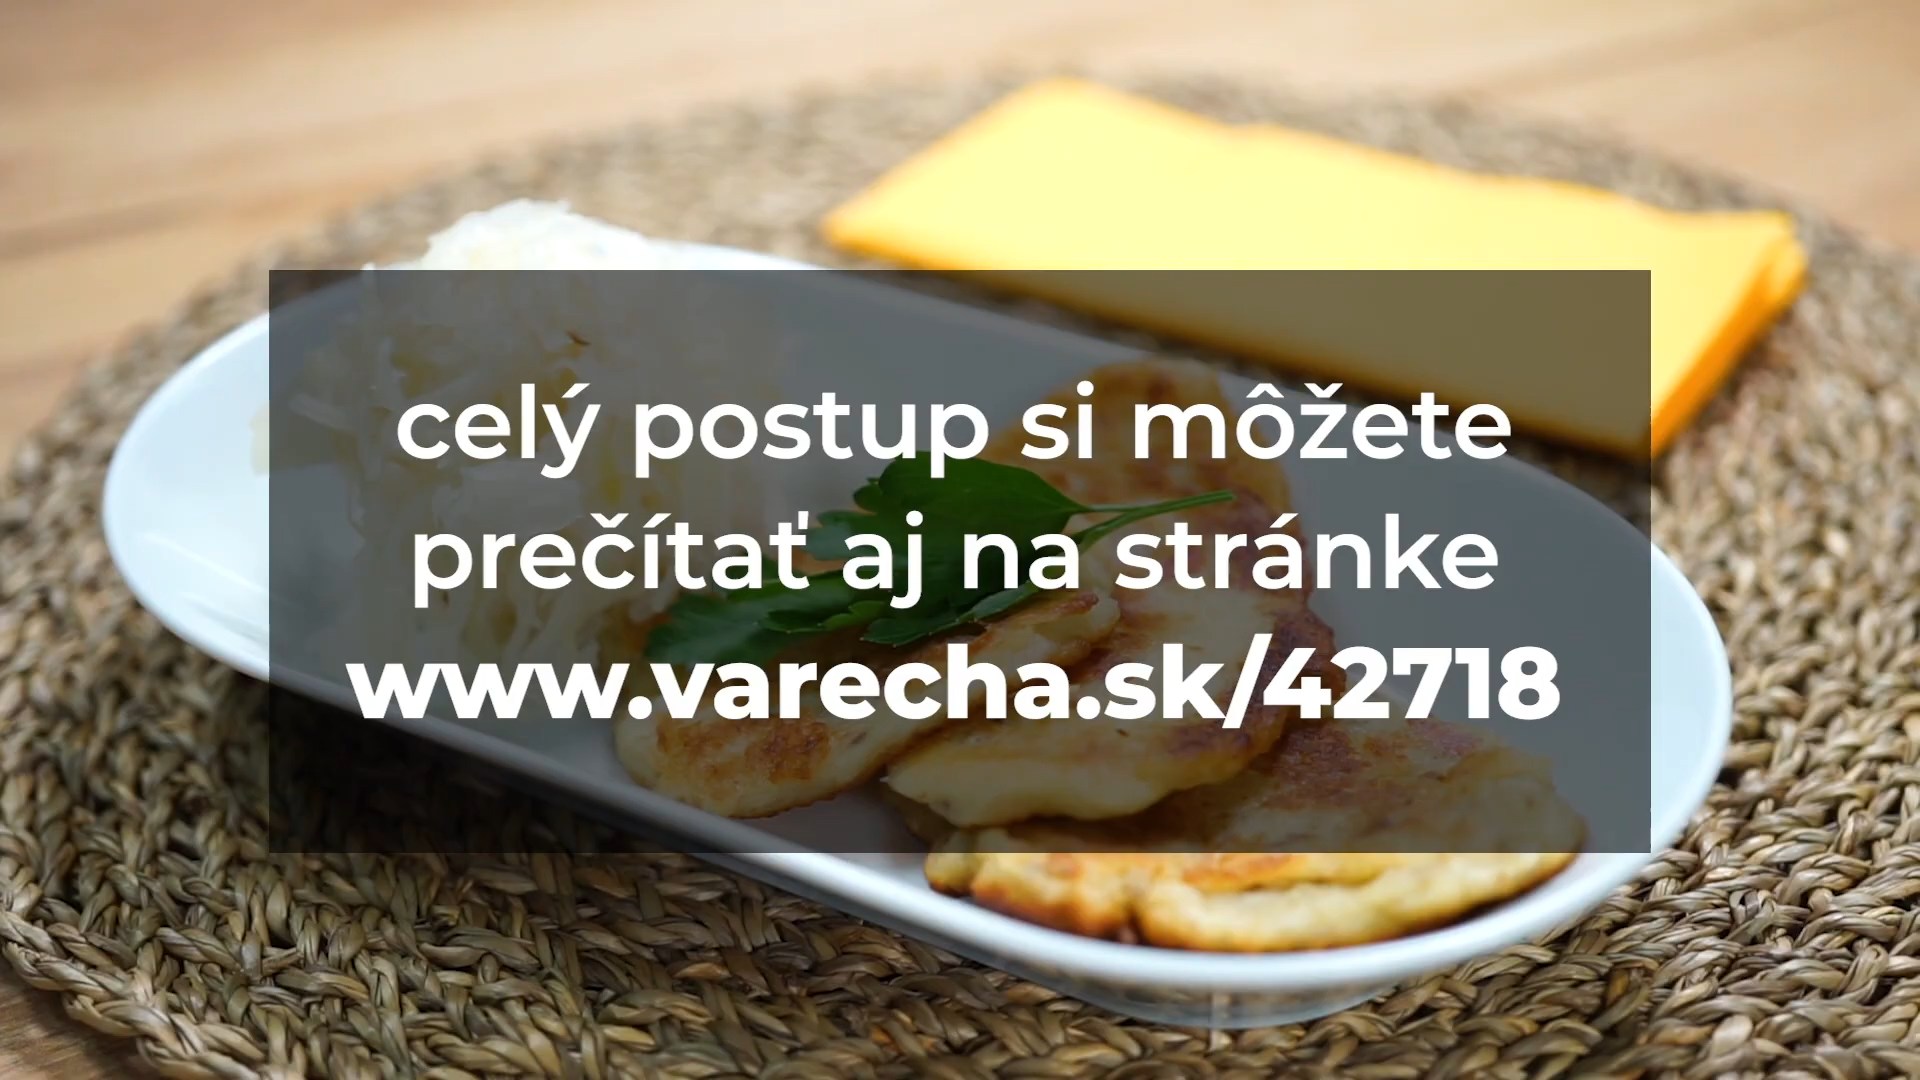 celý postup si môžete
prečítať aj na stránke
www.varecha.sk/42718